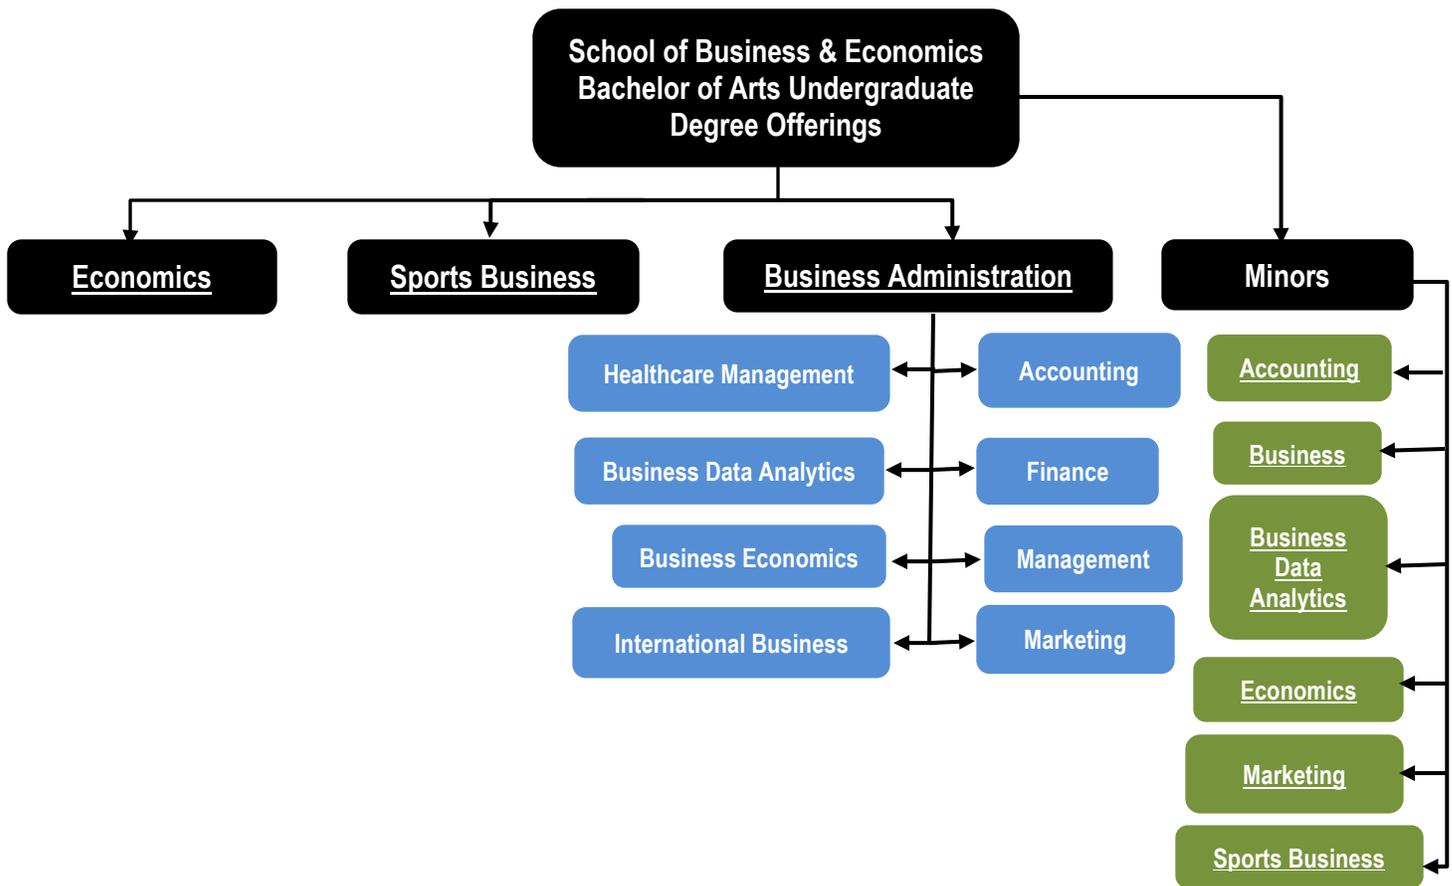 School of Business & Economics
Bachelor of Arts Undergraduate
Degree Offerings
Economics
Sports Business
Business Administration
Minors
Healthcare Management
Accounting
Business Data Analytics
Finance
Business Economics
Management
International Business
Marketing
Accounting
Business
Business
Data
Analytics
Economics
Marketing
Sports Business